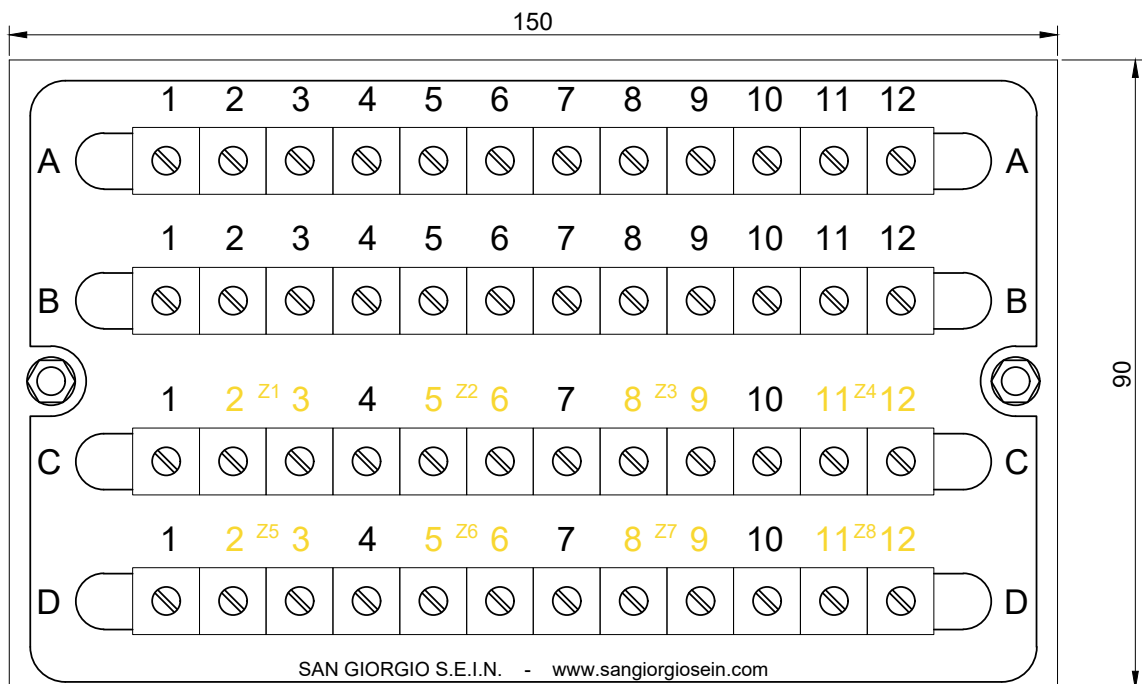 150
1 2 3 4 5 6 7 8 9 10 11 12
A A
1 2 3 4 5 6 7 8 9 10 11 12
B B
90
1 2 Z1 3 4 5 Z2 6 7 8 Z3 9 10 11 Z4 12
C C
1 2 Z5 3 4 5 Z6 6 7 8 Z7 9 10 11 Z8 12
D D
SAN GIORGIO S.E.I.N. - www.sangiorgiosein.com